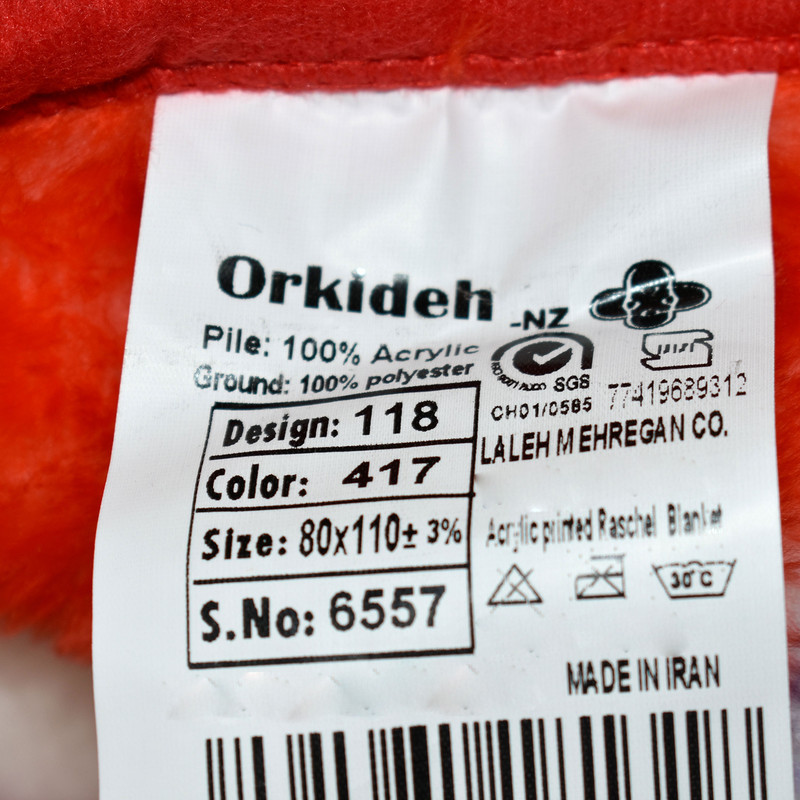 Orkideh -NZ
Pile: 100% Acrylic
Ground: 100% polyester
SGS
CH01/0585
77419689312
LALEH MEHREGAN CO.
Design: 118
Color: 417
Size: 80x110± 3%
S.No: 6557
Acrylic printed Raschel Blanket
30°C
MADE IN IRAN